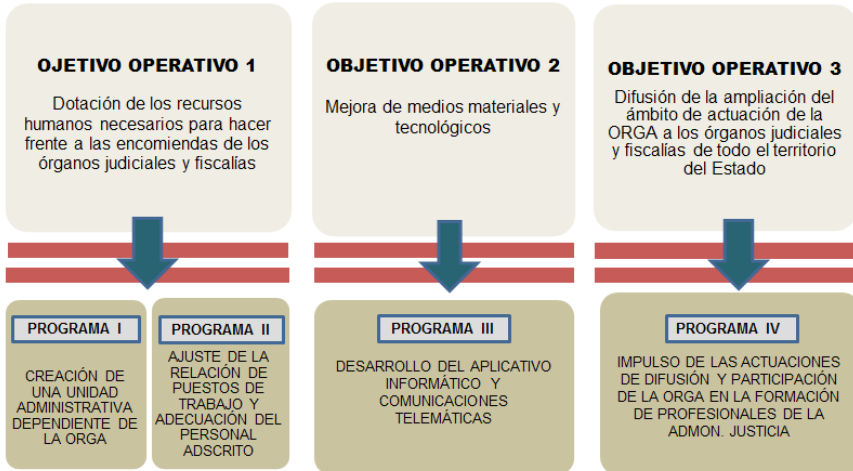 OJETIVO OPERATIVO 1
Dotación de los recursos
humanos necesarios para hacer
frente a las encomiendas de los
órganos judiciales y fiscalías
OBJETIVO OPERATIVO 2
Mejora de medios materiales y
tecnológicos
OBJETIVO OPERATIVO 3
Difusión de la ampliación del
ámbito de actuación de la
ORGA a los órganos judiciales
y fiscalías de todo el territorio
del Estado
PROGRAMA I
CREACIÓN DE
UNA UNIDAD
ADMINISTRATIVA
DEPENDIENTE DE
LA ORGA
PROGRAMA II
AJUSTE DE LA
RELACIÓN DE
PUESTOS DE
TRABAJO Y
ADECUACIÓN DEL
PERSONAL
ADSCRITO
PROGRAMA III
DESARROLLO DEL APLICATIVO
INFORMÁTICO Y
COMUNICACIONES
TELEMÁTICAS
PROGRAMA IV
IMPULSO DE LAS ACTUACIONES
DE DIFUSIÓN Y PARTICIPACIÓN
DE LA ORGA EN LA FORMACIÓN
DE PROFESIONALES DE LA
ADMON. JUSTICIA